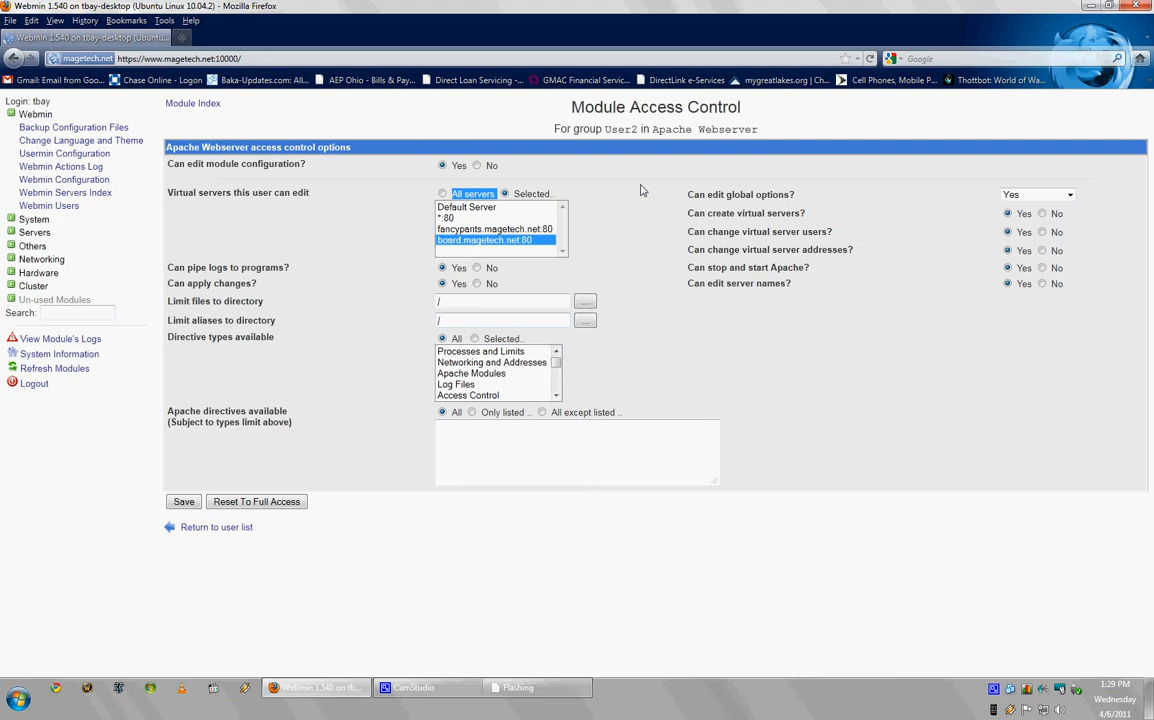 Webmin 1.540 on tbay-desktop (Ubuntu Linux 10.04.2) - Mozilla Firefox
File Edit View History Bookmarks Tools Help
Webmin 1.540 on tbay-desktop (Ubuntu...
magetech.net https://www.magetech.net:10000/ Google
Gmail: Email from Goo... Chase Online - Logon Baka-Updates.com: All... AEP Ohio - Bills & Pay... Direct Loan Servicing -... GMAC Financial Servic... DirectLink e-Services mygreatlakes.org | Ch... Cell Phones, Mobile P... Thottbot: World of Wa...
Login: tbay
Webmin
Backup Configuration Files
Change Language and Theme
Usermin Configuration
Webmin Actions Log
Webmin Configuration
Webmin Servers Index
Webmin Users
System
Servers
Others
Networking
Hardware
Cluster
Un-used Modules
Search:
View Module's Logs
System Information
Refresh Modules
Logout
Module Index
Module Access Control
For group User2 in Apache Webserver
Apache Webserver access control options
Can edit module configuration? Yes No
Virtual servers this user can edit All servers Selected..
Default Server
*:80
fancypants.magetech.net:80
board.magetech.net:80
Can edit global options? Yes
Can create virtual servers? Yes No
Can change virtual server users? Yes No
Can change virtual server addresses? Yes No
Can pipe logs to programs? Yes No Can stop and start Apache? Yes No
Can apply changes? Yes No Can edit server names? Yes No
Limit files to directory / ...
Limit aliases to directory / ...
Directive types available All Selected..
Processes and Limits
Networking and Addresses
Apache Modules
Log Files
Access Control
Apache directives available All Only listed .. All except listed ..
(Subject to types limit above)
Save Reset To Full Access
Return to user list
Webmin 1.540 on tb... CamStudio Flashing
1:29 PM
Wednesday
4/6/2011